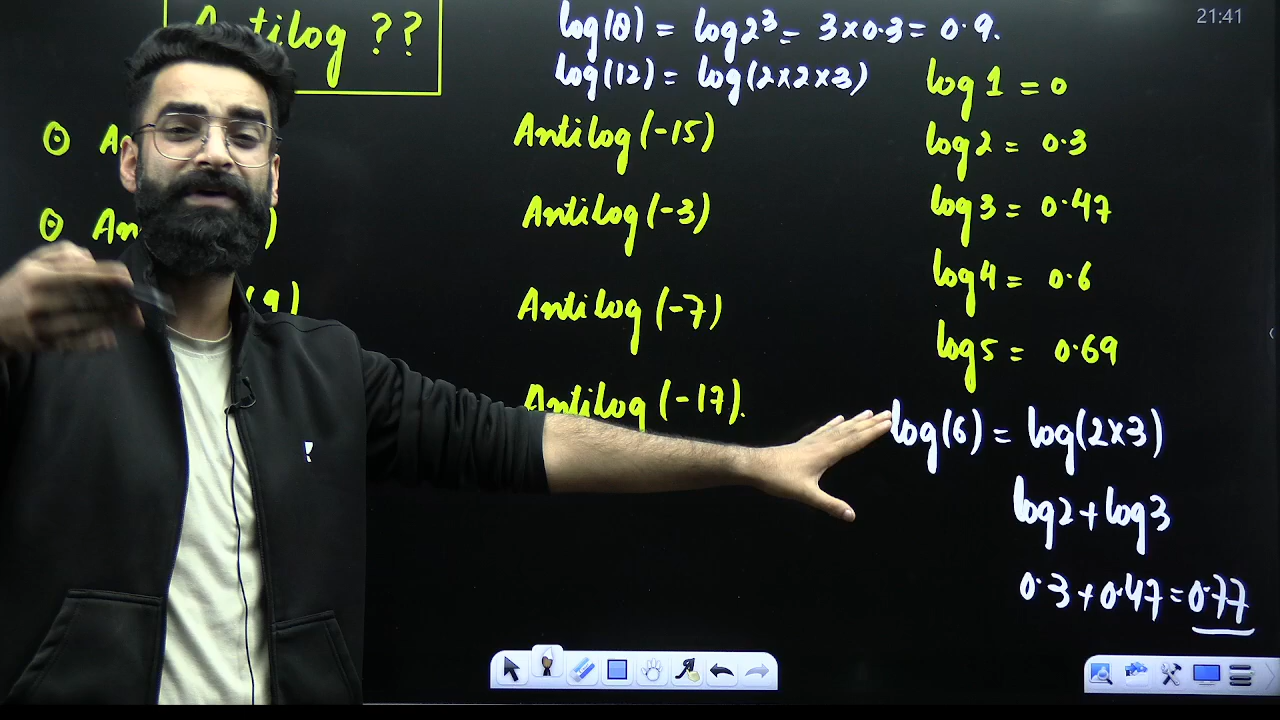 Antilog ??
log(8) = log2³ = 3×0.3 = 0.9.
log(12) = log(2×2×3)
21:41
Antilog(-15)
Antilog(-3)
Antilog(-7)
Antilog(-17).
log 1 = 0
log 2 = 0.3
log 3 = 0.47
log 4 = 0.6
log 5 = 0.69
log(6) = log(2×3)
log2 + log3
0.3 + 0.47 = 0.77